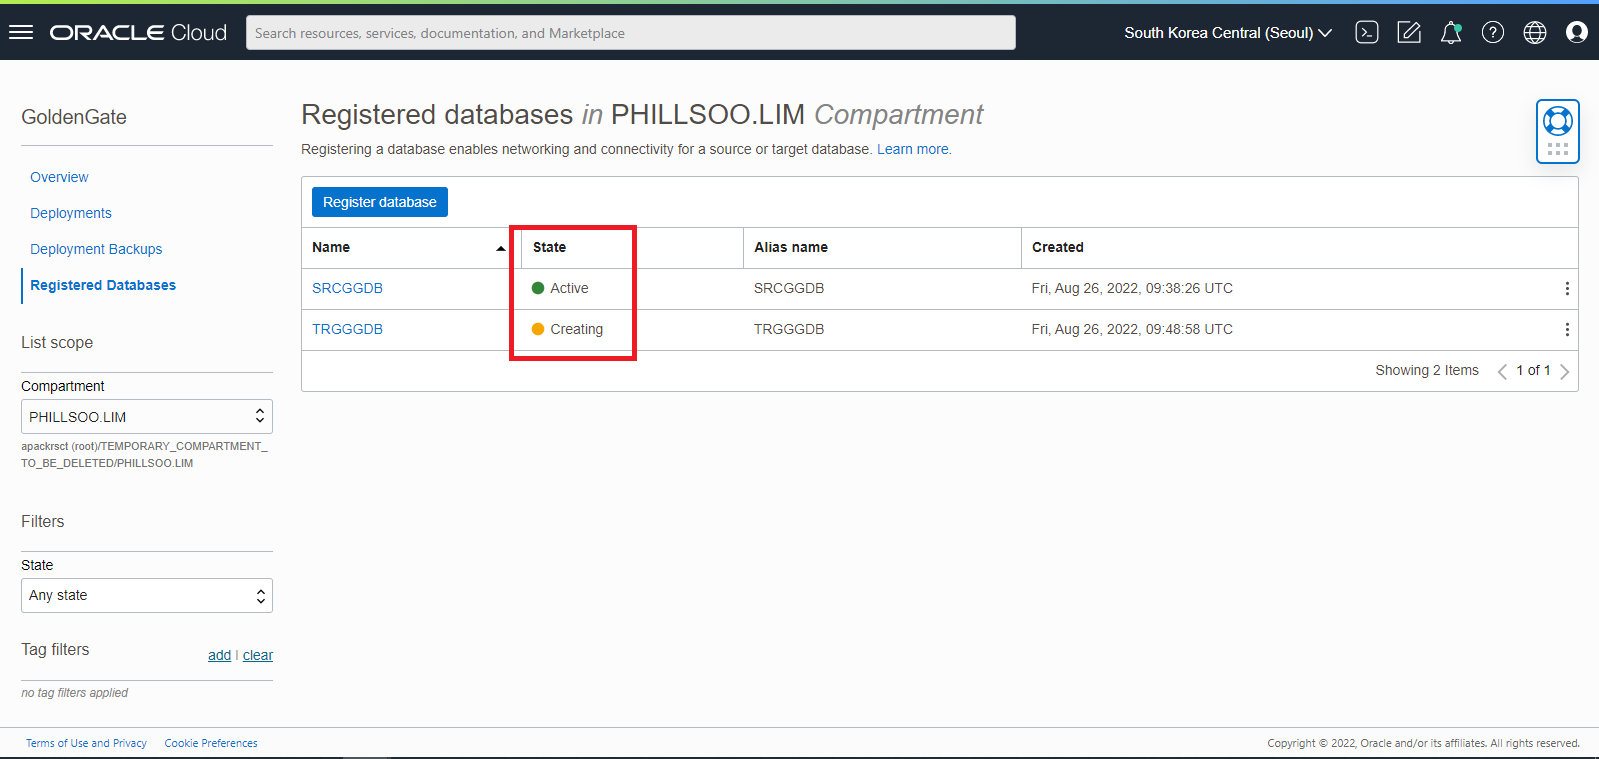 ORACLE Cloud
Search resources, services, documentation, and Marketplace
South Korea Central (Seoul)
GoldenGate
Overview
Deployments
Deployment Backups
Registered Databases
List scope
Compartment
PHILLSOO.LIM
apackrsct (root)/TEMPORARY_COMPARTMENT_
TO_BE_DELETED/PHILLSOO.LIM
Filters
State
Any state
Tag filters
add | clear
no tag filters applied
Registered databases in PHILLSOO.LIM Compartment
Registering a database enables networking and connectivity for a source or target database. Learn more.
Register database
Name State Alias name Created
SRCGGDB Active SRCGGDB Fri, Aug 26, 2022, 09:38:26 UTC
TRGGGDB Creating TRGGGDB Fri, Aug 26, 2022, 09:48:58 UTC
Showing 2 Items 1 of 1
Terms of Use and Privacy Cookie Preferences
Copyright © 2022, Oracle and/or its affiliates. All rights reserved.